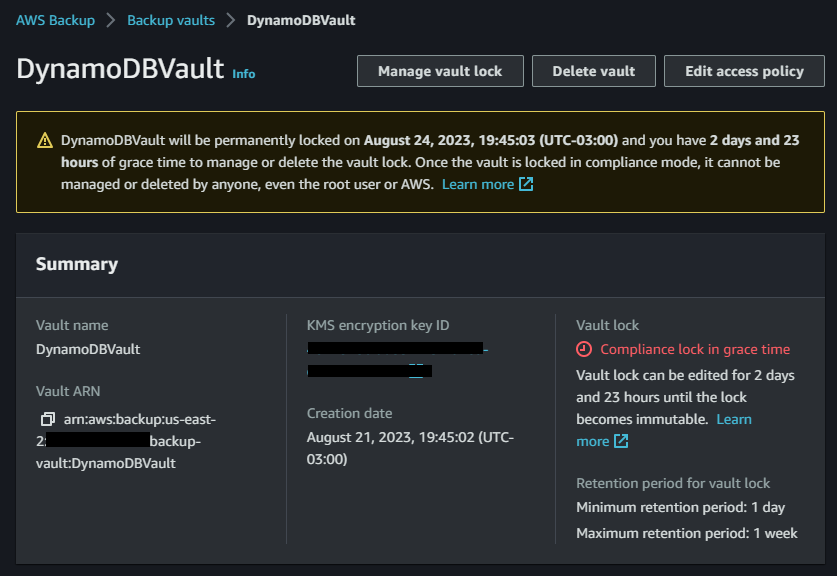 AWS Backup > Backup vaults > DynamoDBVault
DynamoDBVault Info
Manage vault lock
Delete vault
Edit access policy
DynamoDBVault will be permanently locked on August 24, 2023, 19:45:03 (UTC-03:00) and you have 2 days and 23
hours of grace time to manage or delete the vault lock. Once the vault is locked in compliance mode, it cannot be
managed or deleted by anyone, even the root user or AWS. Learn more
Summary
Vault name
DynamoDBVault
Vault ARN
arn:aws:backup:us-east-
2: backup-
vault:DynamoDBVault
KMS encryption key ID
Creation date
August 21, 2023, 19:45:02 (UTC-
03:00)
Vault lock
Compliance lock in grace time
Vault lock can be edited for 2 days
and 23 hours until the lock
becomes immutable. Learn
more
Retention period for vault lock
Minimum retention period: 1 day
Maximum retention period: 1 week